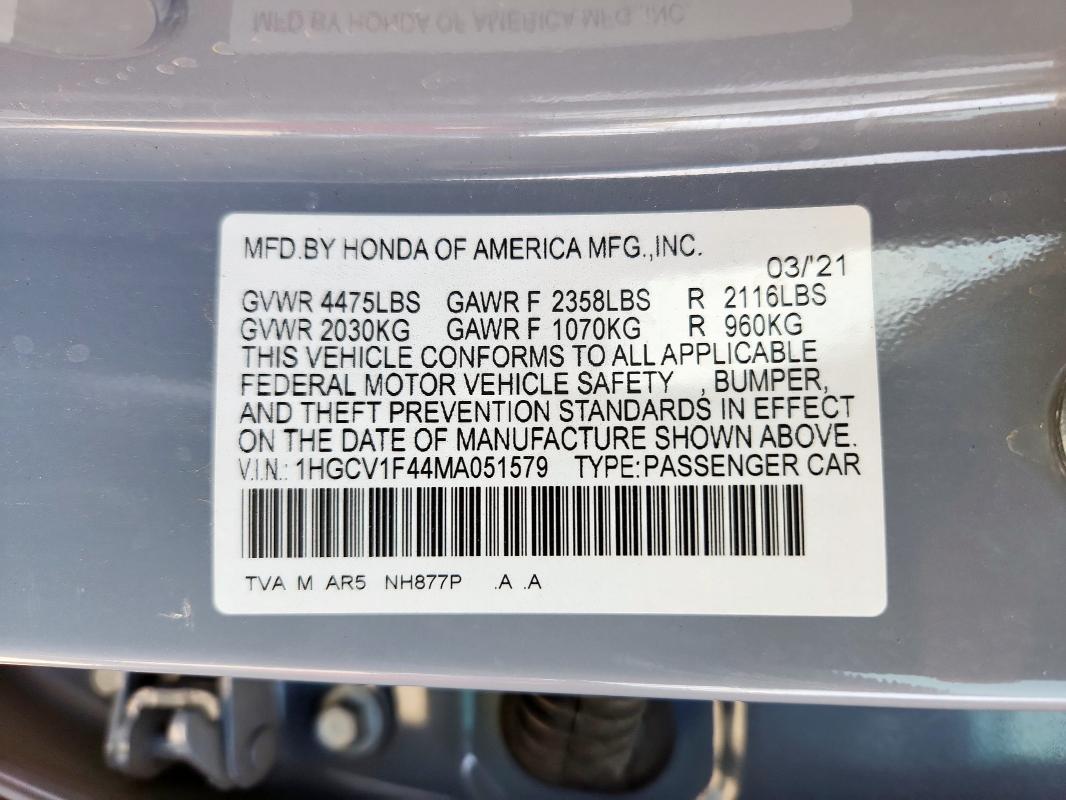 MFD.BY HONDA OF AMERICA MFG.,INC.
03/'21
GVWR 4475LBS GAWR F 2358LBS R 2116LBS
GVWR 2030KG GAWR F 1070KG R 960KG
THIS VEHICLE CONFORMS TO ALL APPLICABLE
FEDERAL MOTOR VEHICLE SAFETY , BUMPER,
AND THEFT PREVENTION STANDARDS IN EFFECT
ON THE DATE OF MANUFACTURE SHOWN ABOVE.
V.I.N.: 1HGCV1F44MA051579 TYPE:PASSENGER CAR
TVA M AR5 NH877P .A .A